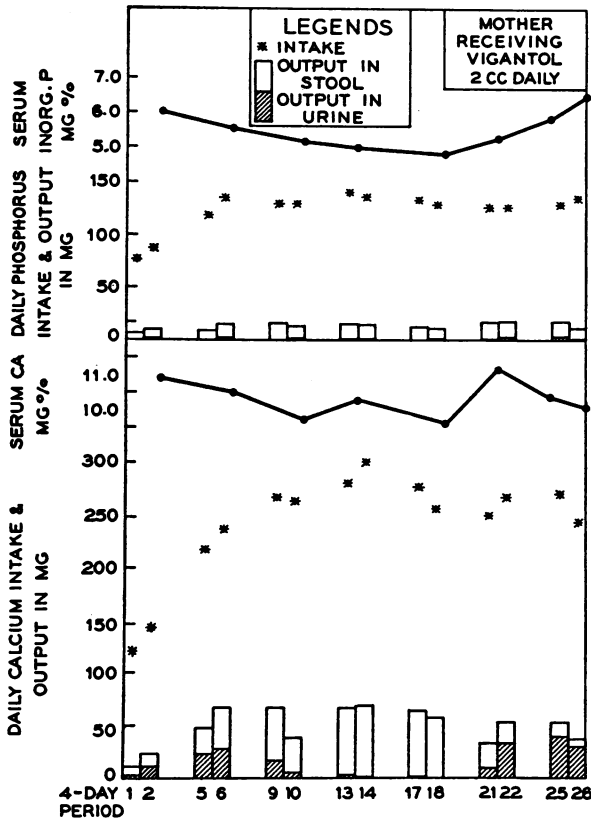 LEGENDS
* INTAKE
OUTPUT IN
STOOL
OUTPUT IN
URINE
MOTHER
RECEIVING
VIGANTOL
2 CC DAILY
SERUM
INORG. P
MG %
7.0
6.0
5.0
DAILY PHOSPHORUS
INTAKE & OUTPUT
IN MG
150
100
50
0
SERUM CA
MG %
11.0
10.0
DAILY CALCIUM INTAKE &
OUTPUT IN MG
300
250
200
150
100
50
0
4-DAY
PERIOD
1 2 5 6 9 10 13 14 17 18 21 22 25 26